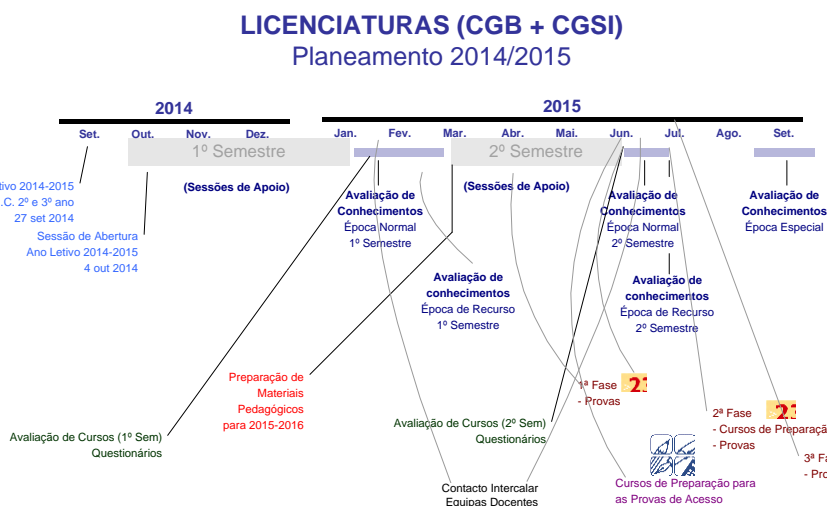 LICENCIATURAS (CGB + CGSI)
Planeamento 2014/2015
2014
2015
Set.
Out.
Nov.
Dez.
Jan.
Fev.
Mar.
Abr.
Mai.
Jun.
Jul.
Ago.
Set.
1º Semestre
2º Semestre
(Sessões de Apoio)
(Sessões de Apoio)
tivo 2014-2015
.C. 2º e 3º ano
27 set 2014
Sessão de Abertura
Ano Letivo 2014-2015
4 out 2014
Avaliação de
Conhecimentos
Época Normal
1º Semestre
Avaliação de
conhecimentos
Época de Recurso
1º Semestre
Avaliação de
Conhecimentos
Época Normal
2º Semestre
Avaliação de
conhecimentos
Época de Recurso
2º Semestre
Avaliação de
Conhecimentos
Época Especial
Preparação de
Materiais
Pedagógicos
para 2015-2016
Avaliação de Cursos (1º Sem)
Questionários
Avaliação de Cursos (2º Sem)
Questionários
Contacto Intercalar
Equipas Docentes
1ª Fase
- Provas
23
Cursos de Preparação para
as Provas de Acesso
2ª Fase
- Cursos de Preparaçã
- Provas
23
3ª Fa
- Pro